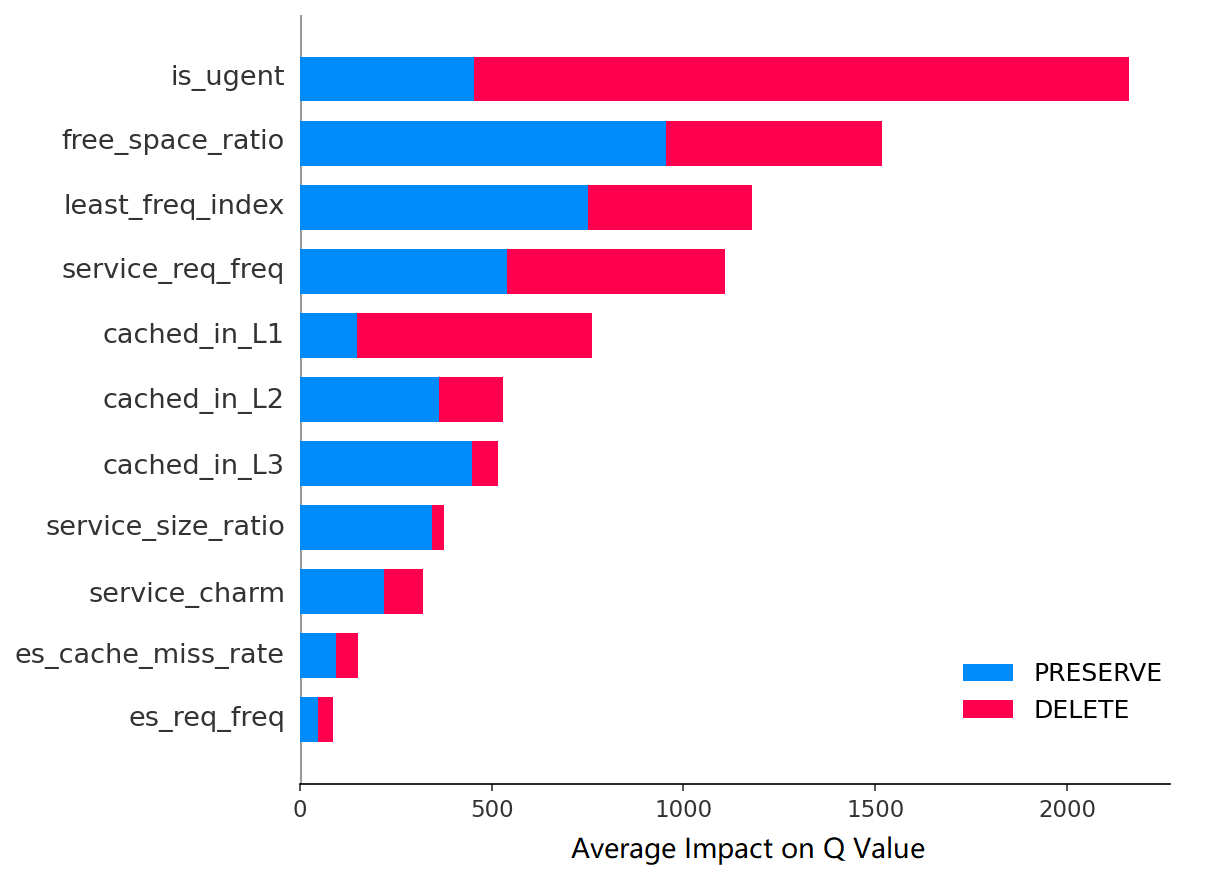 is_ugent
free_space_ratio
least_freq_index
service_req_freq
cached_in_L1
cached_in_L2
cached_in_L3
service_size_ratio
service_charm
es_cache_miss_rate
es_req_freq
PRESERVE
DELETE
0 500 1000 1500 2000
Average Impact on Q Value